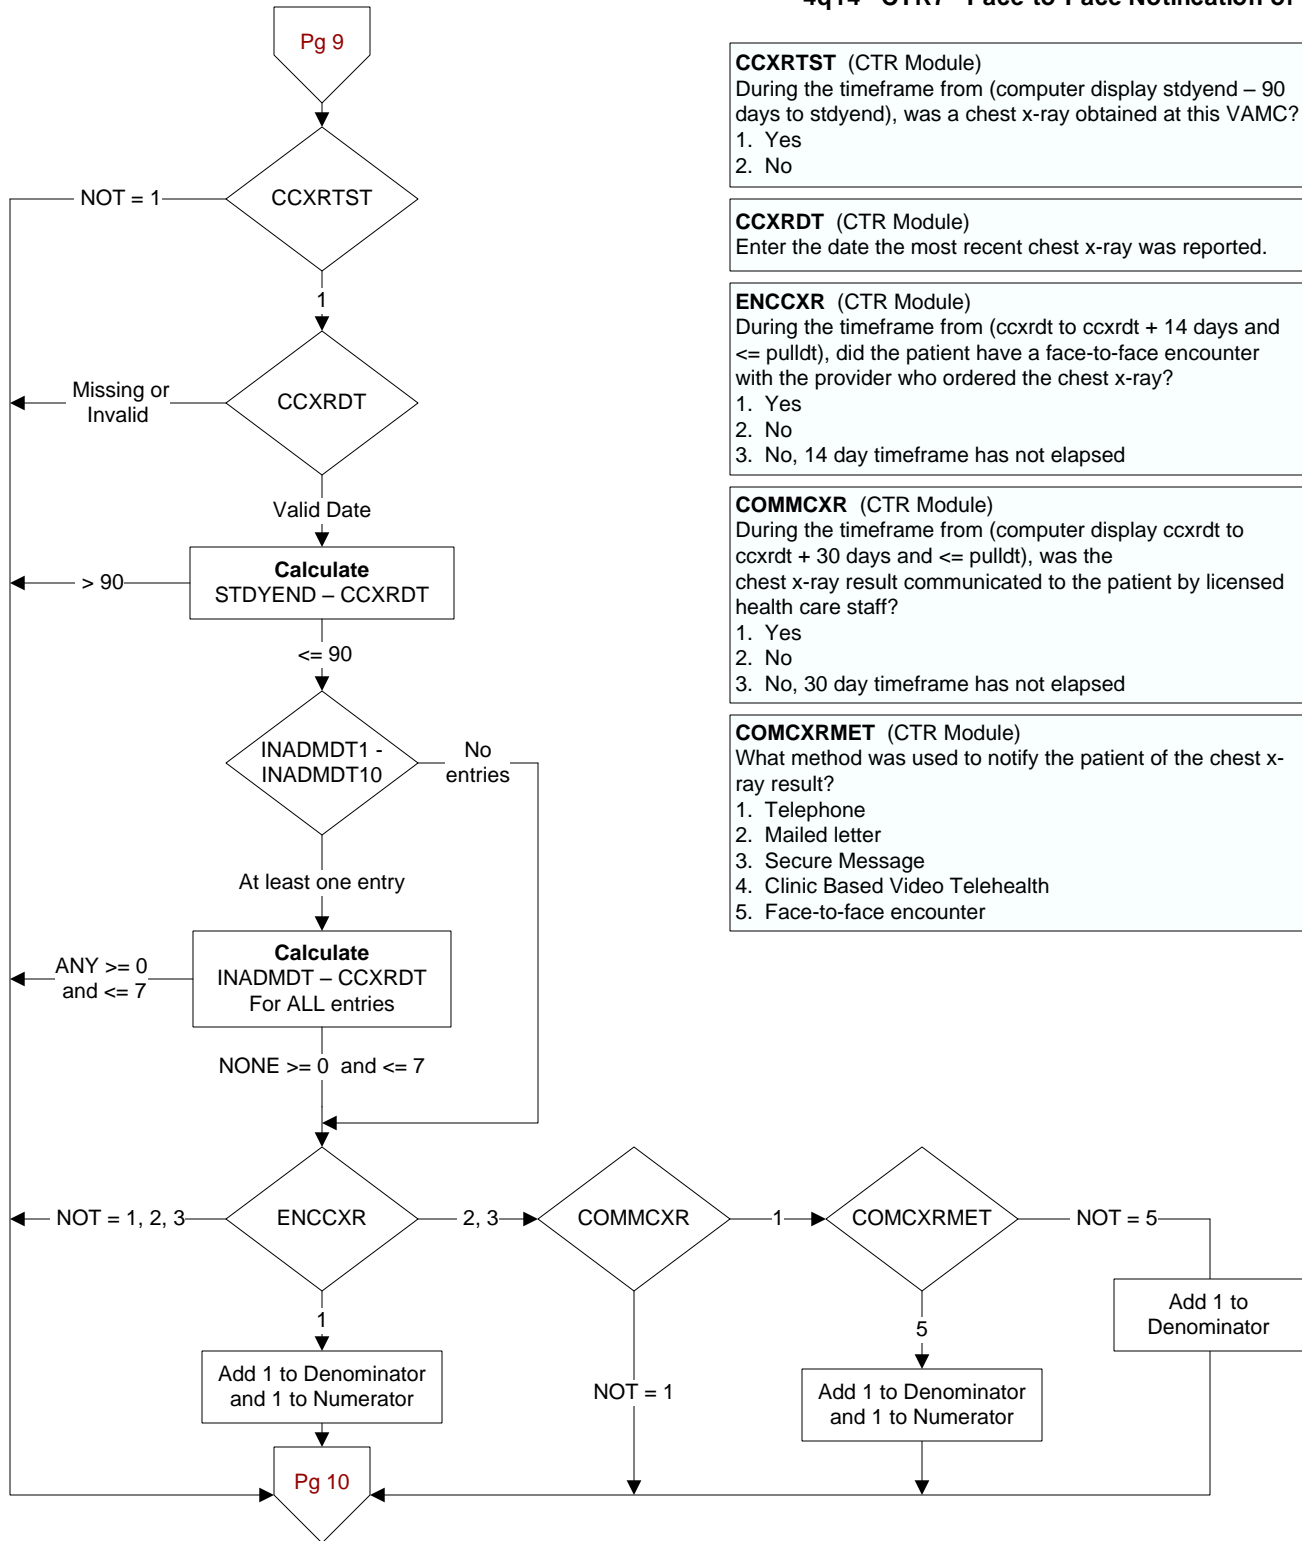 4q14 CTR7 Face-to-Face Notification of
Pg 9
CCXRTST
NOT = 1
1
CCXRDT
Missing or
Invalid
Valid Date
Calculate
STDYEND – CCXRDT
> 90
<= 90
INADMDT1 -
INADMDT10
No
entries
At least one entry
Calculate
INADMDT – CCXRDT
For ALL entries
ANY >= 0
and <= 7
NONE >= 0 and <= 7
NOT = 1, 2, 3
ENCCXR
2, 3
COMMCXR
1
COMCXRMET
NOT = 5
1
5
NOT = 1
Add 1 to
Denominator
Add 1 to Denominator
and 1 to Numerator
Add 1 to Denominator
and 1 to Numerator
Pg 10
CCXRTST (CTR Module)
During the timeframe from (computer display stdyend – 90
days to stdyend), was a chest x-ray obtained at this VAMC?
1. Yes
2. No
CCXRDT (CTR Module)
Enter the date the most recent chest x-ray was reported.
ENCCXR (CTR Module)
During the timeframe from (ccxrdt to ccxrdt + 14 days and
<= pulldt), did the patient have a face-to-face encounter
with the provider who ordered the chest x-ray?
1. Yes
2. No
3. No, 14 day timeframe has not elapsed
COMMCXR (CTR Module)
During the timeframe from (computer display ccxrdt to
ccxrdt + 30 days and <= pulldt), was the
chest x-ray result communicated to the patient by licensed
health care staff?
1. Yes
2. No
3. No, 30 day timeframe has not elapsed
COMCXRMET (CTR Module)
What method was used to notify the patient of the chest x-
ray result?
1. Telephone
2. Mailed letter
3. Secure Message
4. Clinic Based Video Telehealth
5. Face-to-face encounter